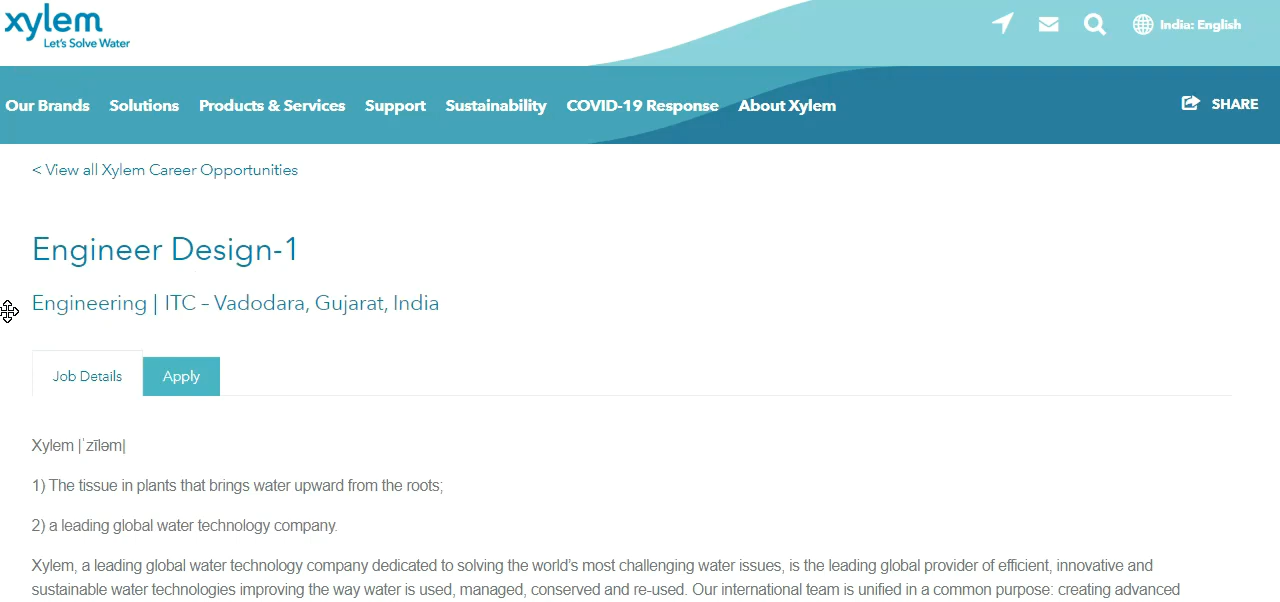 xylem
Let's Solve Water
India: English
Our Brands Solutions Products & Services Support Sustainability COVID-19 Response About Xylem SHARE
< View all Xylem Career Opportunities
Engineer Design-1
Engineering | ITC – Vadodara, Gujarat, India
Job Details Apply
Xylem |ˈzīləm|
1) The tissue in plants that brings water upward from the roots;
2) a leading global water technology company.
Xylem, a leading global water technology company dedicated to solving the world’s most challenging water issues, is the leading global provider of efficient, innovative and
sustainable water technologies improving the way water is used, managed, conserved and re-used. Our international team is unified in a common purpose: creating advanced